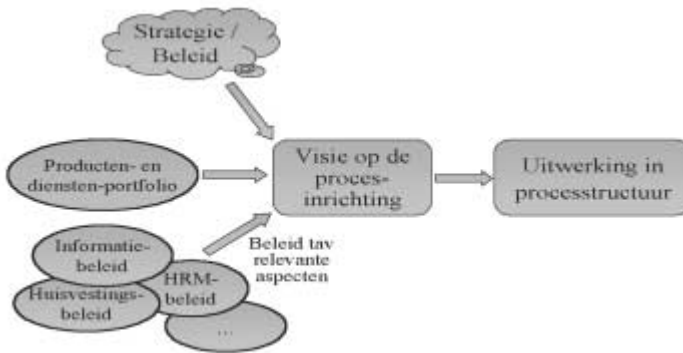 Strategie /
Beleid
Producten- en
diensten-portfolio
Visie op de
proces-
inrichting
Uitwerking in
processtructuur
Informatie-
beleid
Huisvestings-
beleid
HRM-
beleid
...
Beleid tav
relevante
aspecten